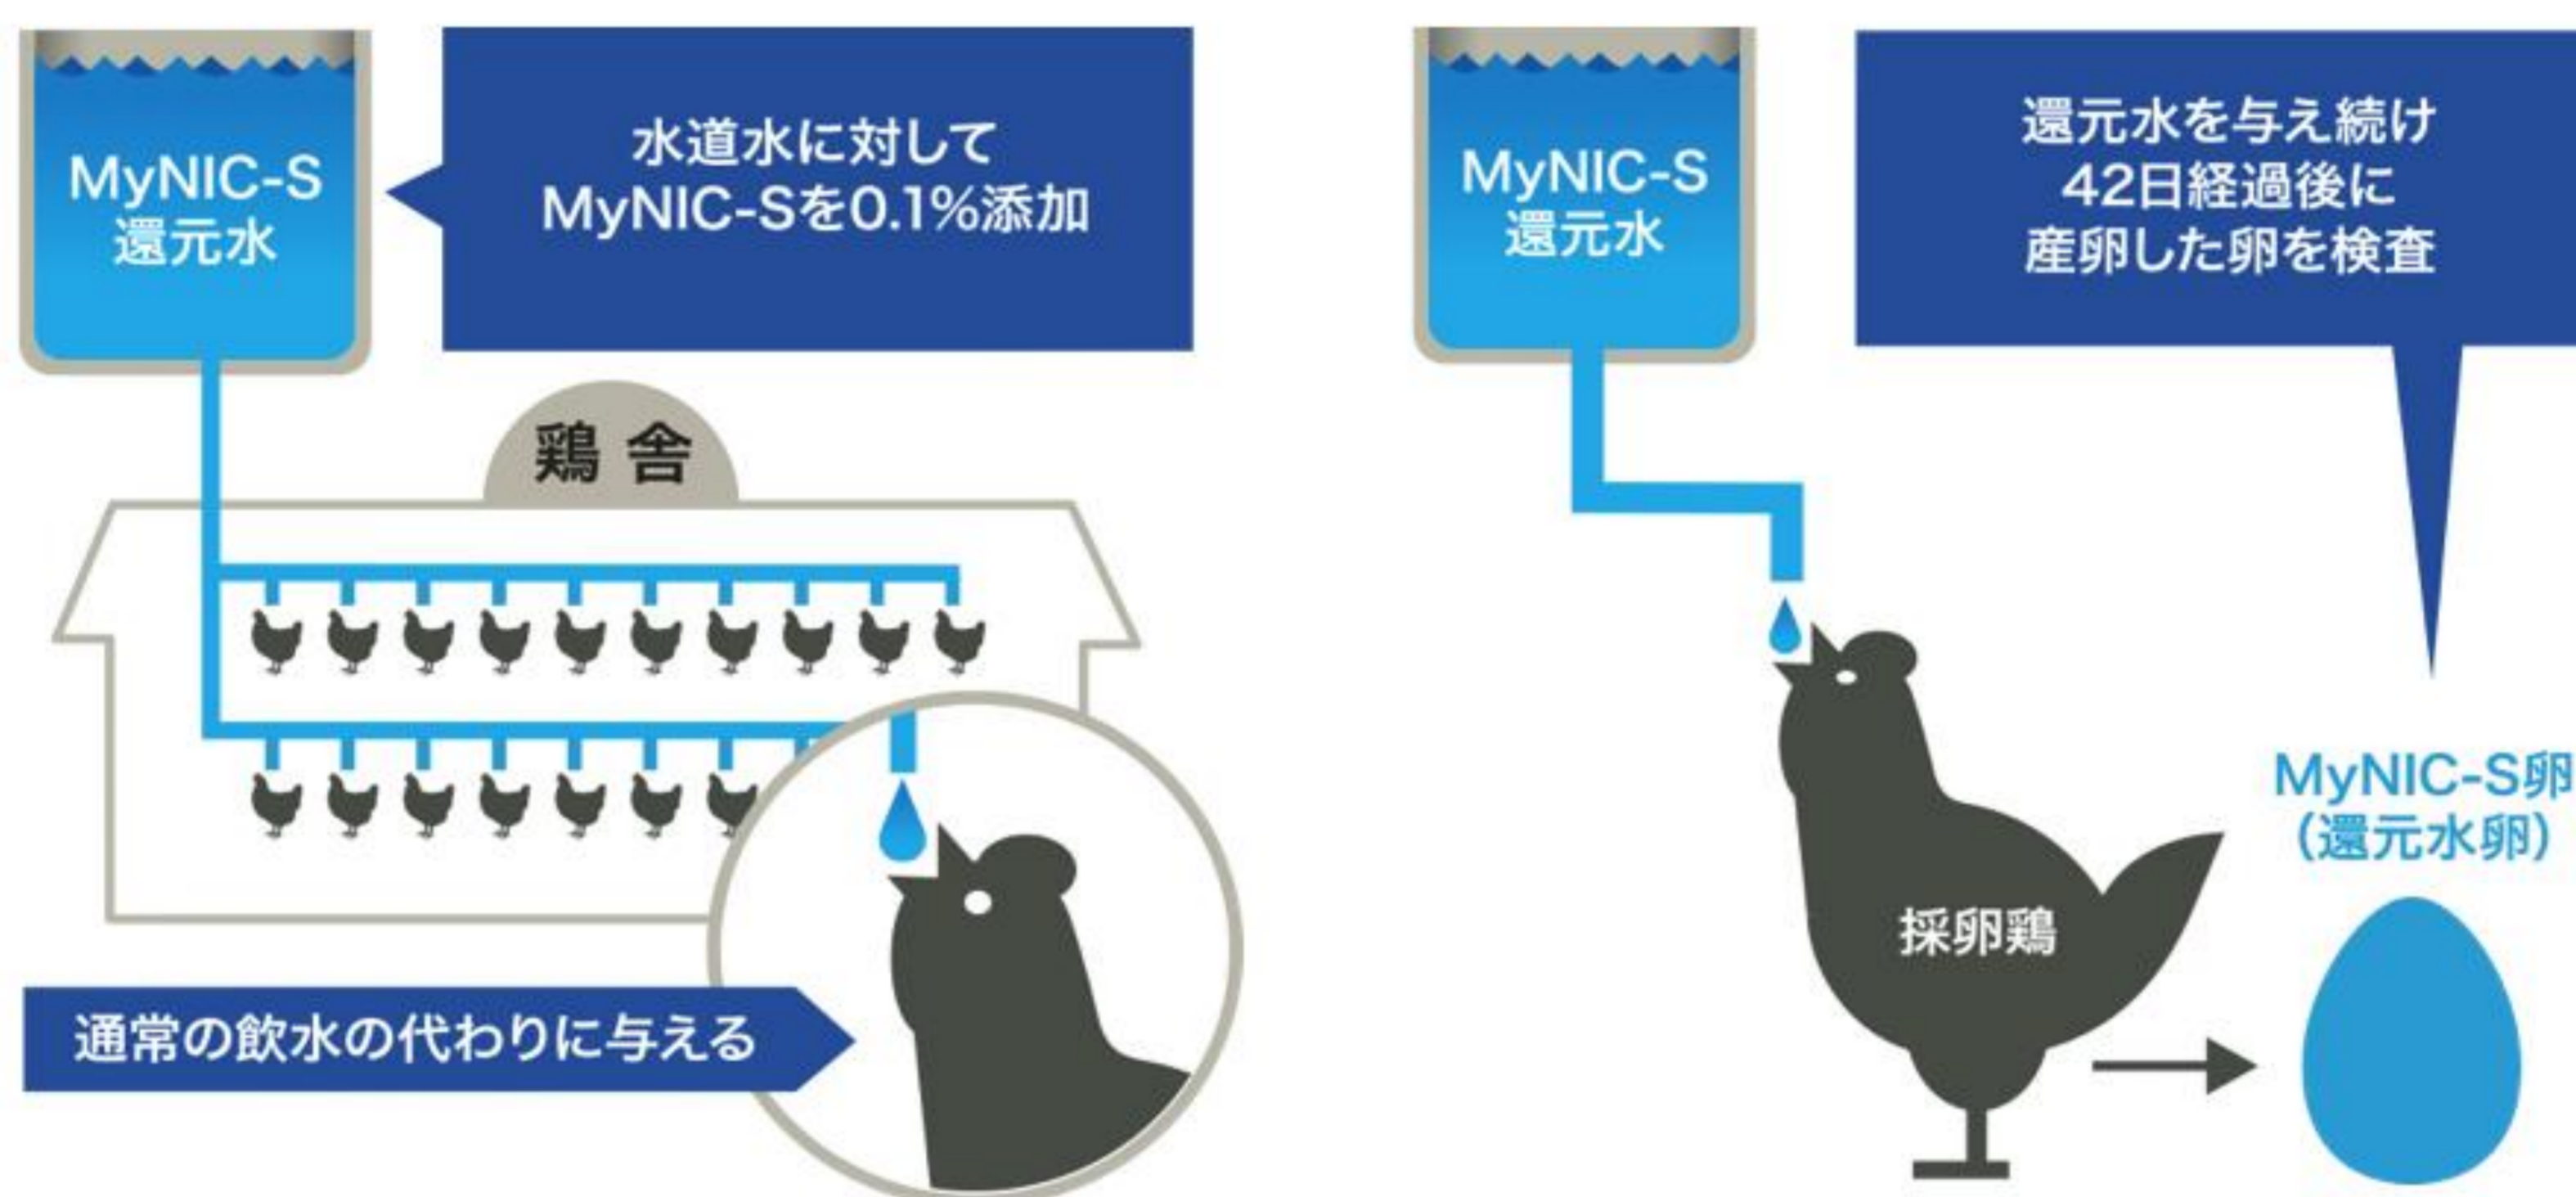 MyNIC-S
還元水
水道水に対して
MyNIC-Sを0.1%添加
鶏舎
通常の飲水の代わりに与える
MyNIC-S
還元水
還元水を与え続け
42日経過後に
産卵した卵を検査
採卵鶏
MyNIC-S卵
（還元水卵）